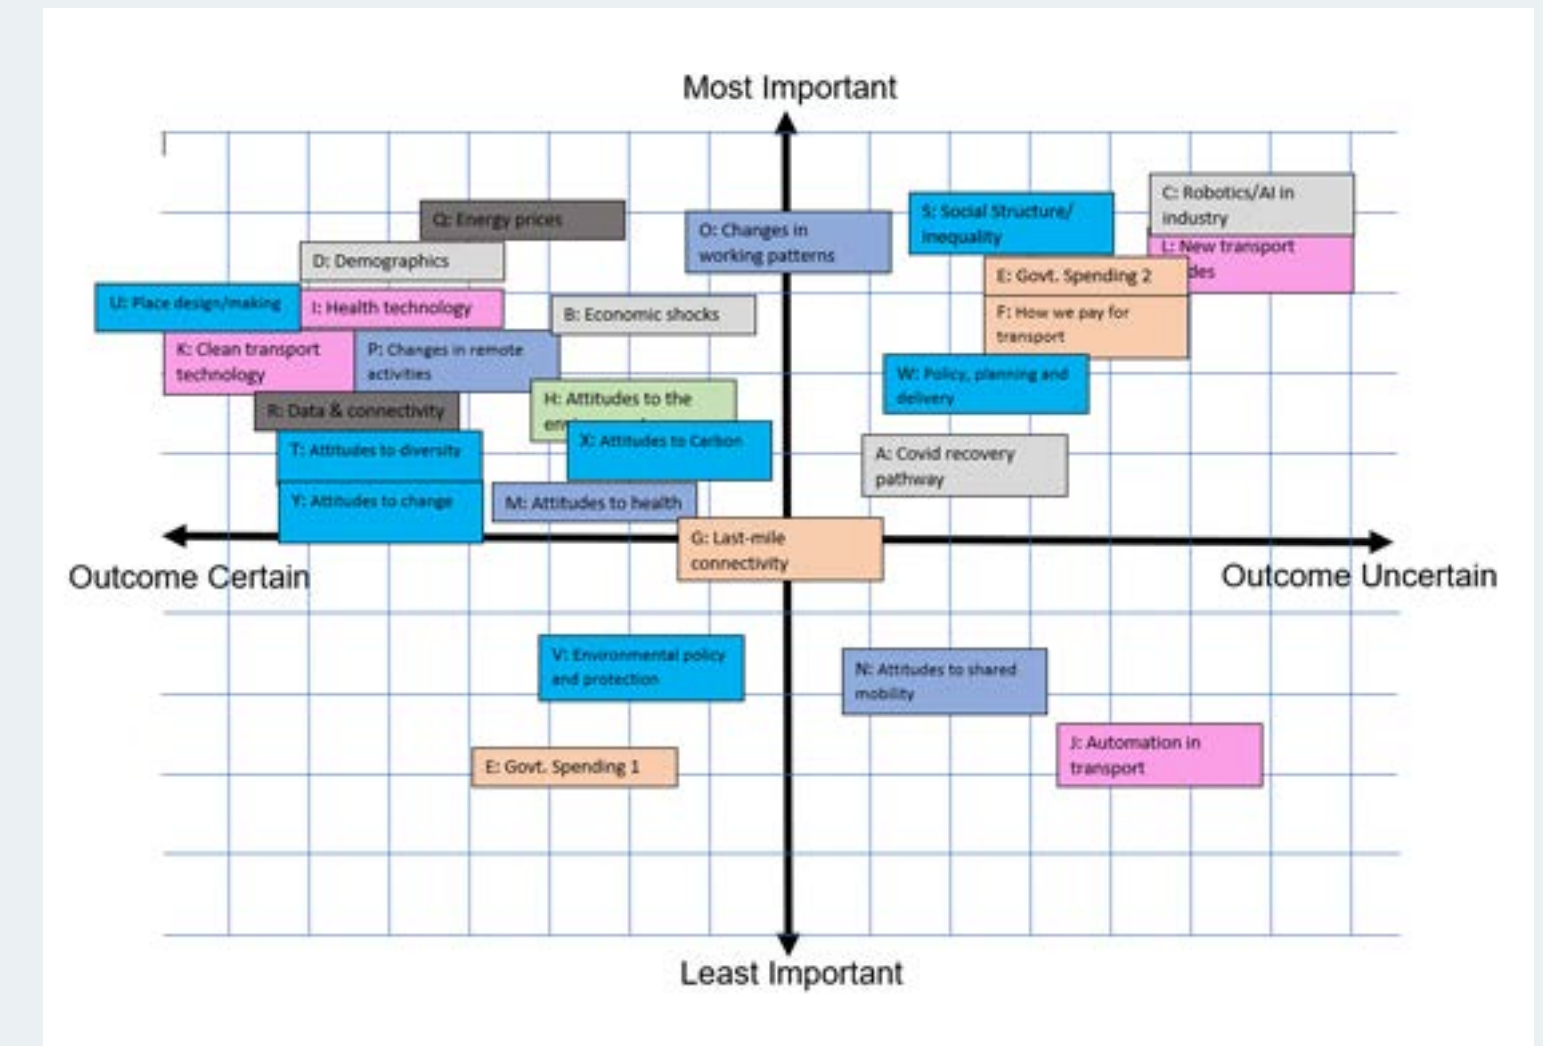 Most Important
C: Robotics/AI in
industry
S: Social Structure/
inequality
Q: Energy prices
O: Changes in
working patterns
L: New transport
D: Demographics
E: Govt. Spending 2
U: Place design/making
I: Health technology
B: Economic shocks
F: How we pay for
transport
K: Clean transport
technology
P: Changes in remote
activities
W: Policy, planning and
delivery
H: Attitudes to the
R: Data & connectivity
X: Attitudes to Carbon
T: Attitudes to diversity
A: Covid recovery
pathway
Y: Attitudes to change
M: Attitudes to health
G: Last-mile
connectivity
Outcome Certain
Outcome Uncertain
V: Environmental policy
and protection
N: Attitudes to shared
mobility
J: Automation in
transport
E: Govt. Spending 1
Least Important